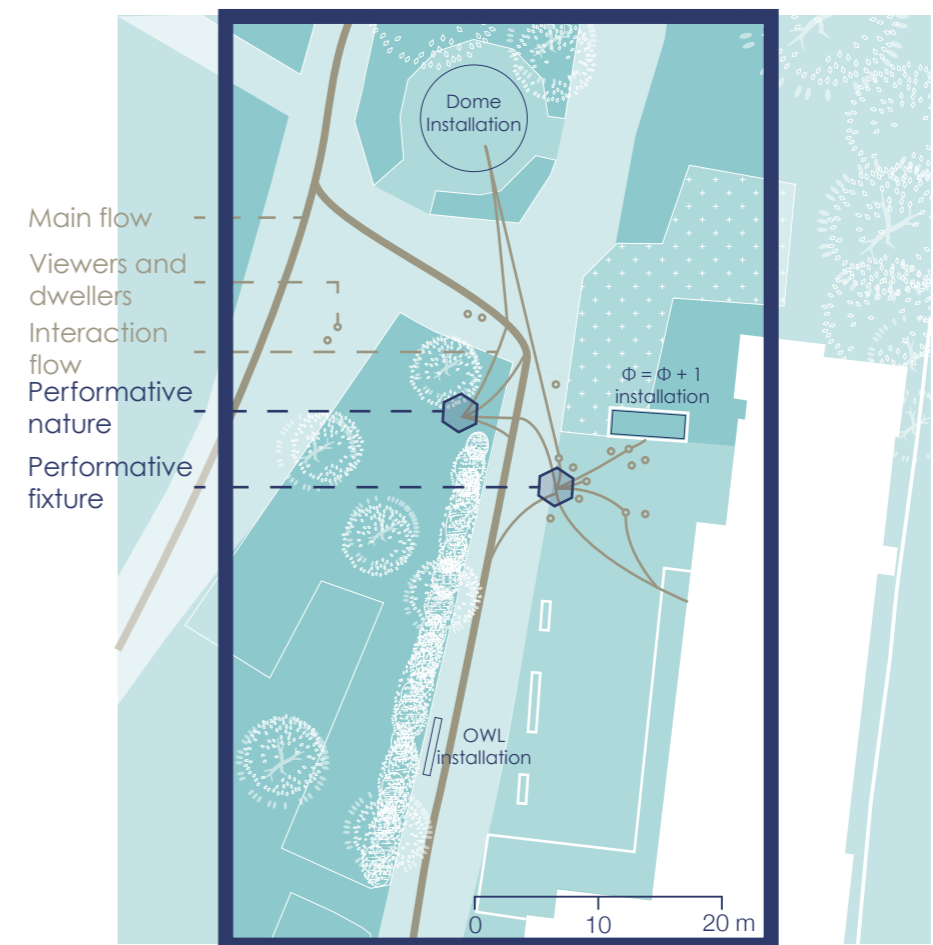 Dome
Installation
Main flow
Viewers and
dwellers
Interaction
flow
Performative
nature
Performative
fixture
Φ = Φ + 1
installation
OWL
installation
0 10 20 m